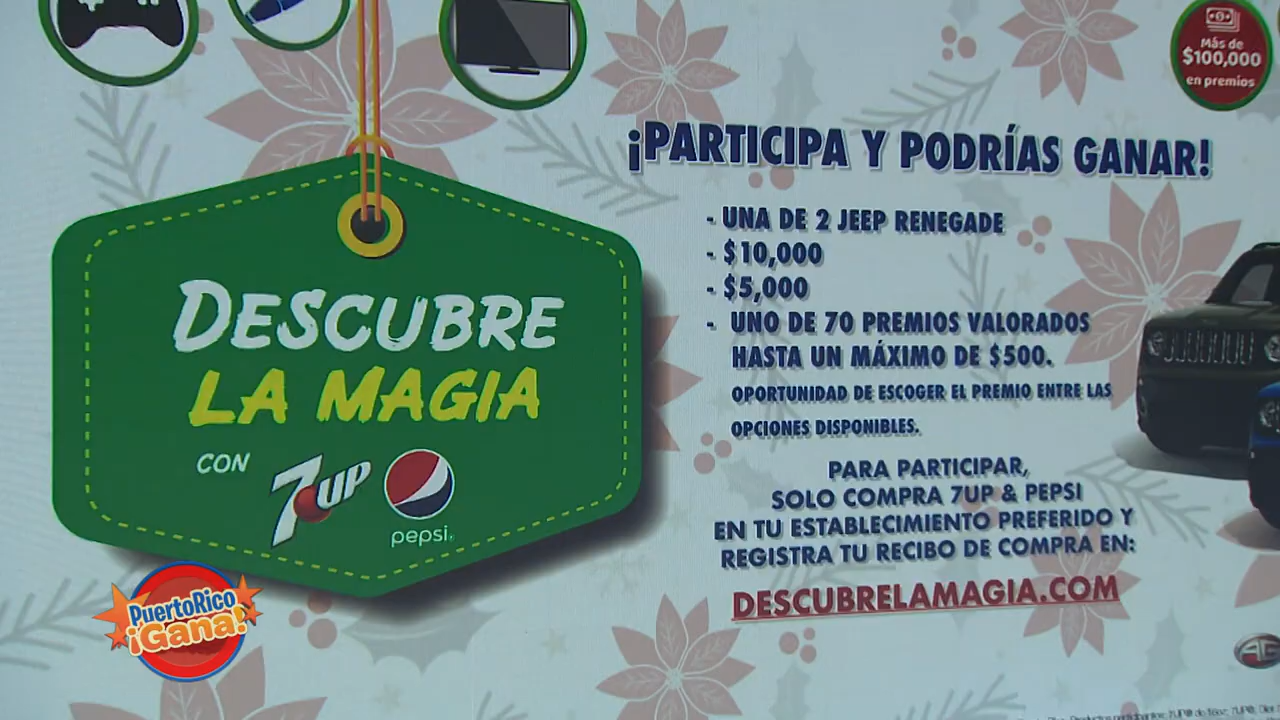 Más de
$100,000
en premios
¡PARTICIPA Y PODRÍAS GANAR!
- UNA DE 2 JEEP RENEGADE
- $10,000
- $5,000
- UNO DE 70 PREMIOS VALORADOS
HASTA UN MÁXIMO DE $500.
OPORTUNIDAD DE ESCOGER EL PREMIO ENTRE LAS
OPCIONES DISPONIBLES.
PARA PARTICIPAR,
SOLO COMPRA 7UP & PEPSI
EN TU ESTABLECIMIENTO PREFERIDO Y
REGISTRA TU RECIBO DE COMPRA EN:
DESCUBRELAMAGIA.COM
DESCUBRE
LA MAGIA
CON 7UP
pepsi
PuertoRico
¡Gana!